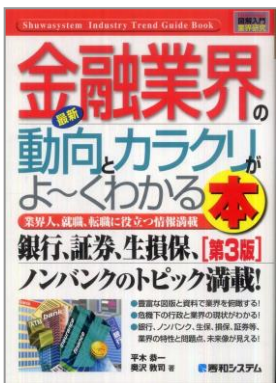 Shuwasystem Industry Trend Guide Book
図解入門
業界研究
金融業界の
最新
動向とカラクリが
よ〜くわかる本
業界人、就職、転職に役立つ情報満載
銀行、証券、生損保、[第3版]
ノンバンクのトピック満載!
●豊富な図版と資料で業界を俯瞰する!
●危機下の行政と業界の現状がわかる!
●銀行、ノンバンク、生保、損保、証券等、
業界の特性と問題点、未来像が見える!
平木 恭一
奥沢 敦司 著
秀和システム